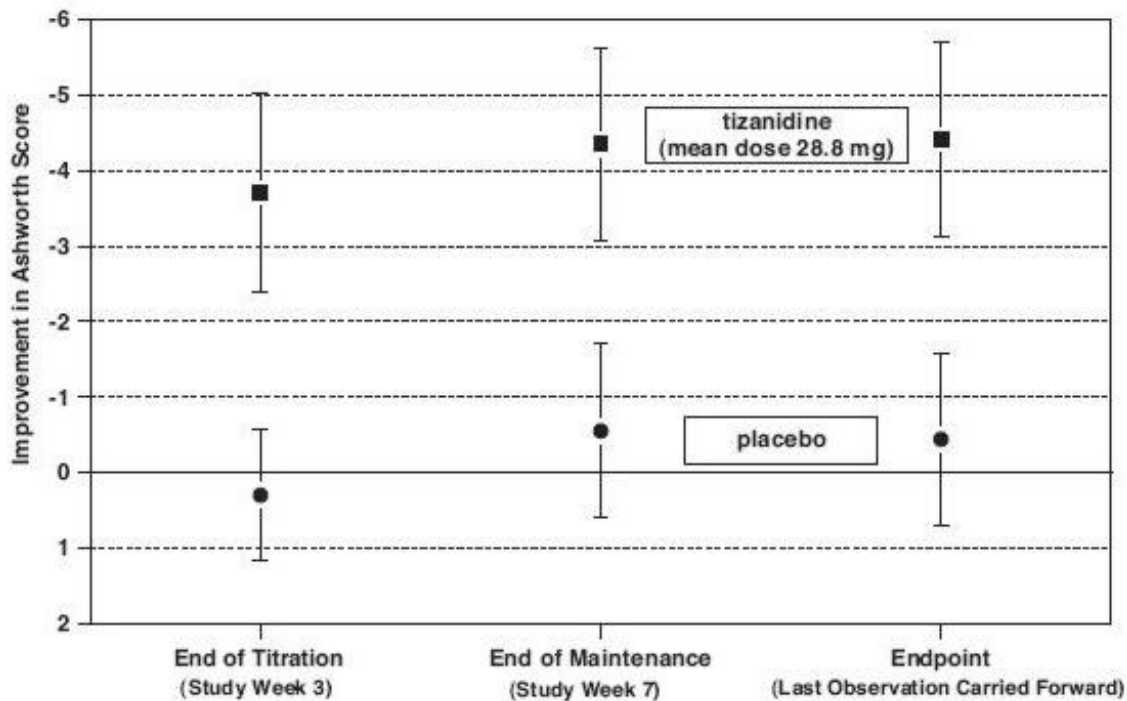 Improvement in Ashworth Score
-6
-5
-4
-3
-2
-1
0
1
2
tizanidine
(mean dose 28.8 mg)
placebo
End of Titration
(Study Week 3)
End of Maintenance
(Study Week 7)
Endpoint
(Last Observation Carried Forward)